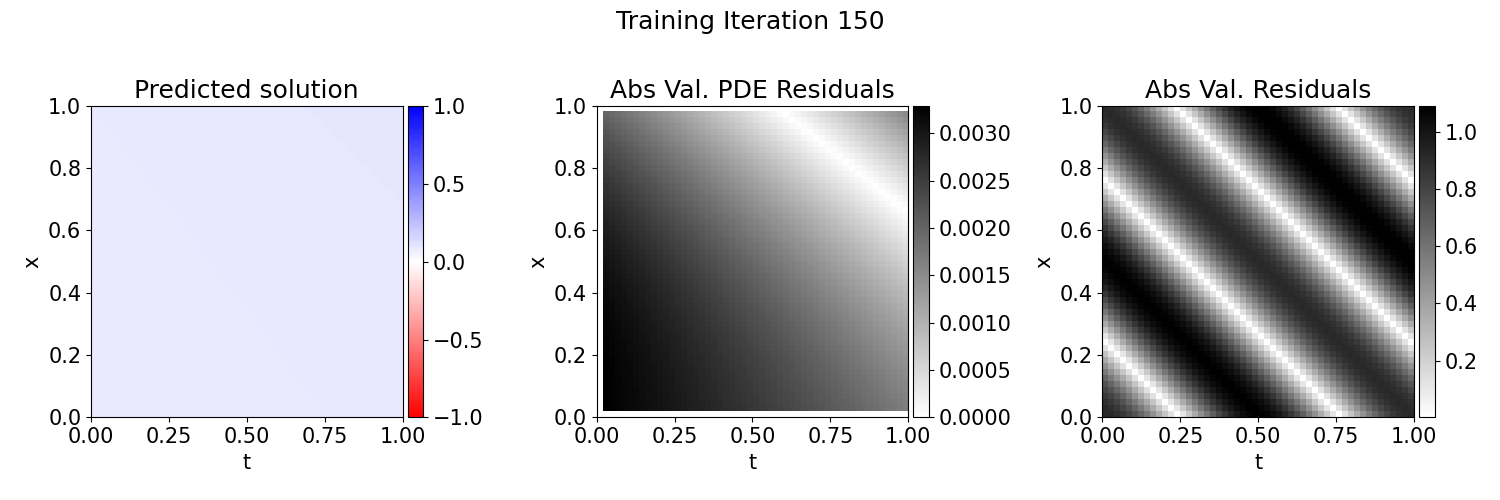 Training Iteration 150
Predicted solution
1.0
0.8
0.6
0.4
0.2
0.0
x
0.00 0.25 0.50 0.75 1.00
t
1.0
0.5
0.0
−0.5
−1.0
Abs Val. PDE Residuals
1.0
0.8
0.6
0.4
0.2
0.0
x
0.00 0.25 0.50 0.75 1.00
t
0.0030
0.0025
0.0020
0.0015
0.0010
0.0005
0.0000
Abs Val. Residuals
1.0
0.8
0.6
0.4
0.2
0.0
x
0.00 0.25 0.50 0.75 1.00
t
1.0
0.8
0.6
0.4
0.2